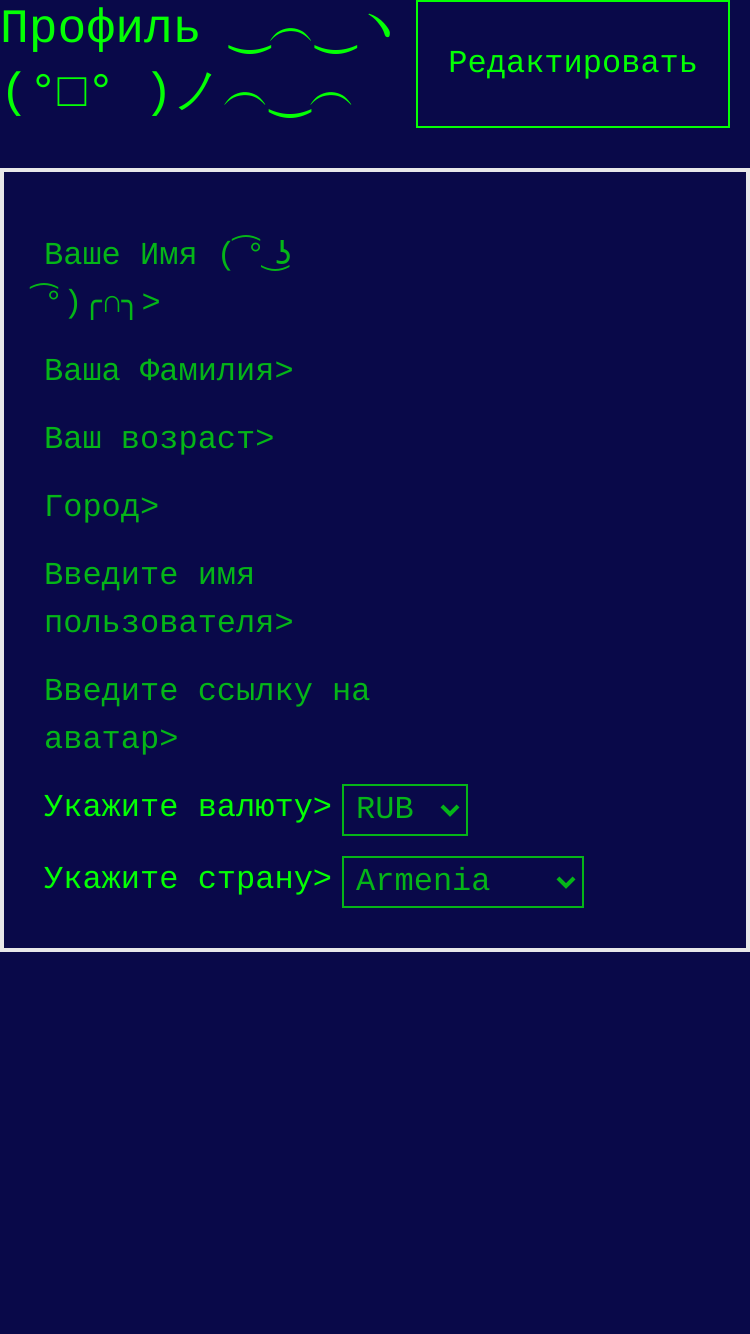 Профиль ‿︵‿ヽ
(°□° )ノ︵‿︵
Редактировать
Ваше Имя ( ͡° ͜ʖ
͡°)╭∩╮>
Ваша Фамилия>
Ваш возраст>
Город>
Введите имя
пользователя>
Введите ссылку на
аватар>
Укажите валюту> RUB
Укажите страну> Armenia